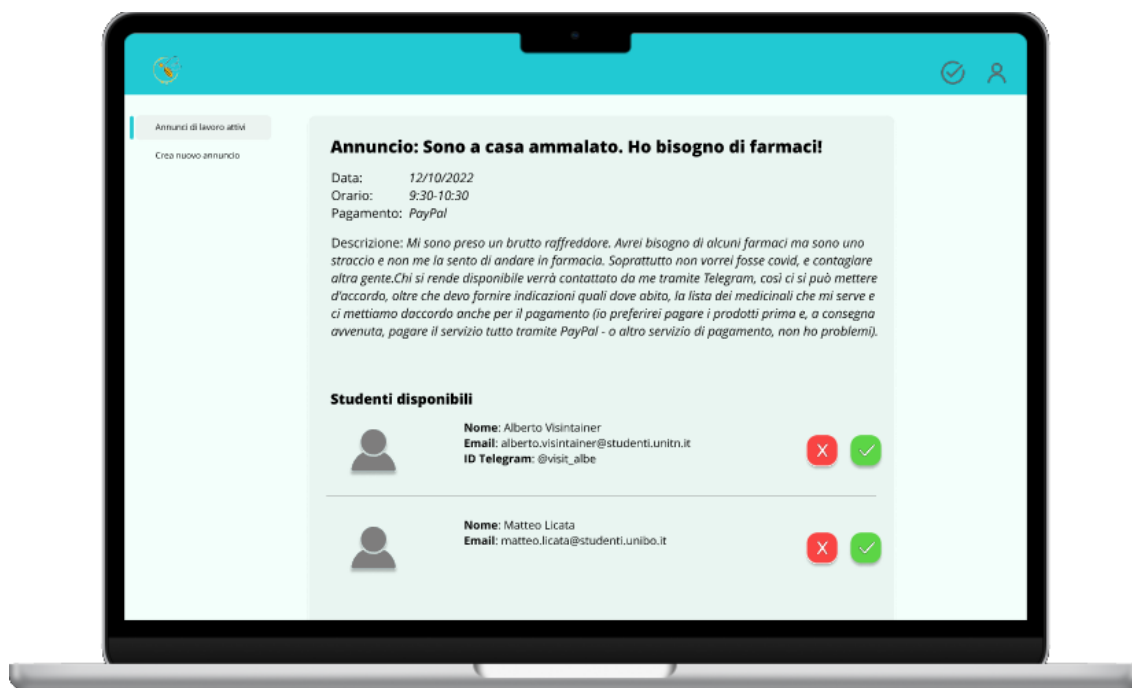 Annunci di lavoro attivi
Crea nuovo annuncio
Annuncio: Sono a casa ammalato. Ho bisogno di farmaci!
Data: 12/10/2022
Orario: 9:30-10:30
Pagamento: PayPal
Descrizione: Mi sono preso un brutto raffreddore. Avrei bisogno di alcuni farmaci ma sono uno
straccio e non me la sento di andare in farmacia. Soprattutto non vorrei fosse covid, e contagiare
altra gente.Chi si rende disponibile verrà contattato da me tramite Telegram, così ci si può mettere
d'accordo, oltre che devo fornire indicazioni quali dove abito, la lista dei medicinali che mi serve e
ci mettiamo daccordo anche per il pagamento (io preferirei pagare i prodotti prima e, a consegna
avvenuta, pagare il servizio tutto tramite PayPal - o altro servizio di pagamento, non ho problemi).
Studenti disponibili
Nome: Alberto Visintainer
Email: alberto.visintainer@studenti.unitn.it
ID Telegram: @visit_albe
X
Nome: Matteo Licata
Email: matteo.licata@studenti.unibo.it
X